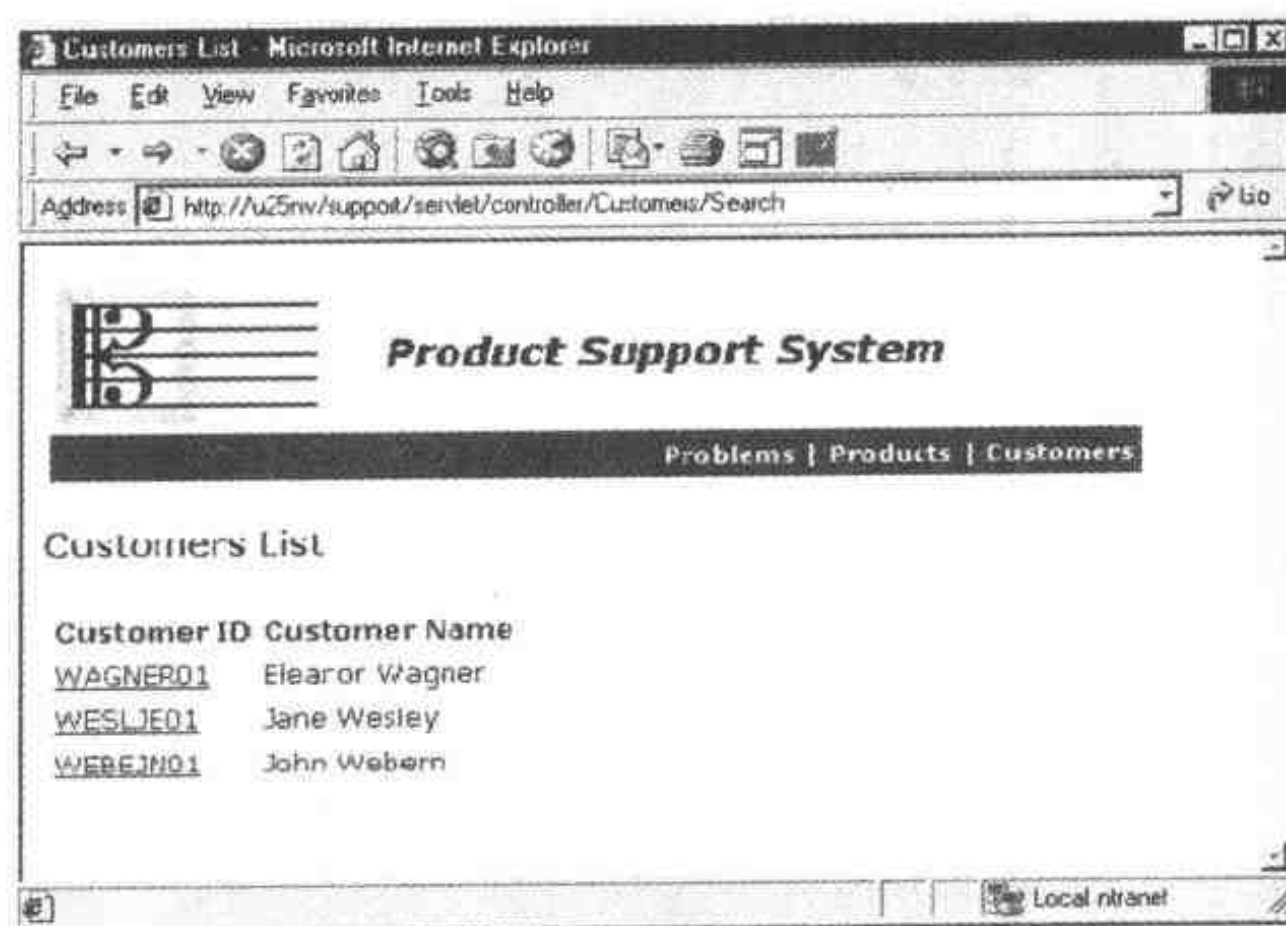 Customers List - Microsoft Internet Explorer
File Edit View Favorites Tools Help
Address http://u25nv/support/servlet/controller/Customers/Search Go
Product Support System
Problems | Products | Customers
Customers List
Customer ID Customer Name
WAGNER01 Eleanor Wagner
WESLJE01 Jane Wesley
WEBEJN01 John Webern
Local intranet